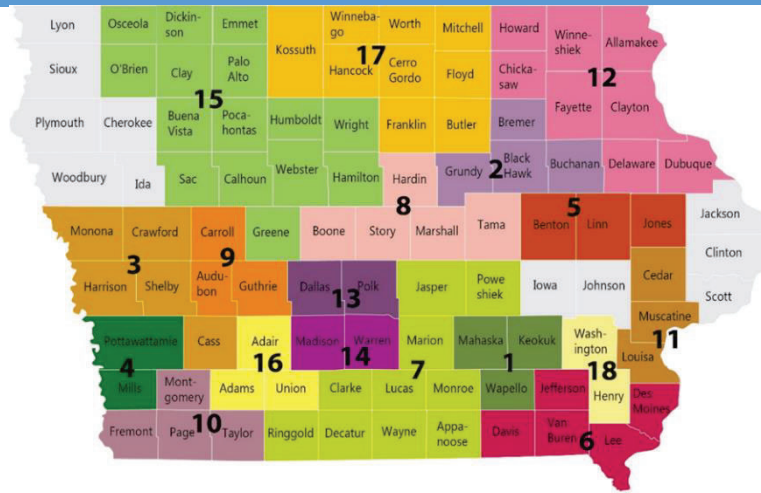 Lyon
Osceola
Dickin-
son
Emmet
Kossuth
Winneba-
go
Worth
Mitchell
Howard
Winne-
shiek
Allamakee
17
12
Sioux
O'Brien
Clay
Palo
Alto
Hancock
Cerro
Gordo
Floyd
Chicka-
saw
15
Plymouth
Cherokee
Buena
Vista
Poca-
hontas
Humboldt
Wright
Franklin
Butler
Bremer
Fayette
Clayton
Woodbury
Ida
Sac
Calhoun
Webster
Hamilton
Hardin
Grundy
2
Black
Hawk
Buchanan
Delaware
Dubuque
8
5
Monona
Crawford
Carroll
Greene
Boone
Story
Marshall
Tama
Benton
Linn
Jones
Jackson
3
9
Clinton
Harrison
Shelby
Audu-
bon
Guthrie
Dallas
Polk
Jasper
Powe
shiek
Iowa
Johnson
Cedar
Scott
13
Muscatine
11
Pottawattamie
Cass
Adair
Madison
Warren
Marion
Mahaska
Keokuk
Wash-
ington
Louisa
4
16
14
7
1
18
Mills
Mont-
gomery
Adams
Union
Clarke
Lucas
Monroe
Wapello
Jefferson
Henry
Des
Moines
Fremont
Page
10
Taylor
Ringgold
Decatur
Wayne
Appa-
noose
Davis
Van
Buren
6
Lee